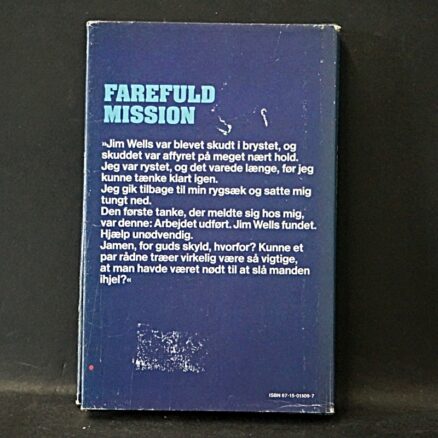 FAREFULD
MISSION
»Jim Wells var blevet skudt i brystet, og
skuddet var affyret på meget nært hold.
Jeg var rystet, og det varede længe, før jeg
kunne tænke klart igen.
Jeg gik tilbage til min rygsæk og satte mig
tungt ned.
Den første tanke, der meldte sig hos mig,
var denne: Arbejdet udført. Jim Wells fundet.
Hjælp unødvendig.
Jamen, for guds skyld, hvorfor? Kunne et
par rådne træer virkelig være så vigtige,
at man havde været nødt til at slå manden
ihjel?«
ISBN 87-15-01509-7